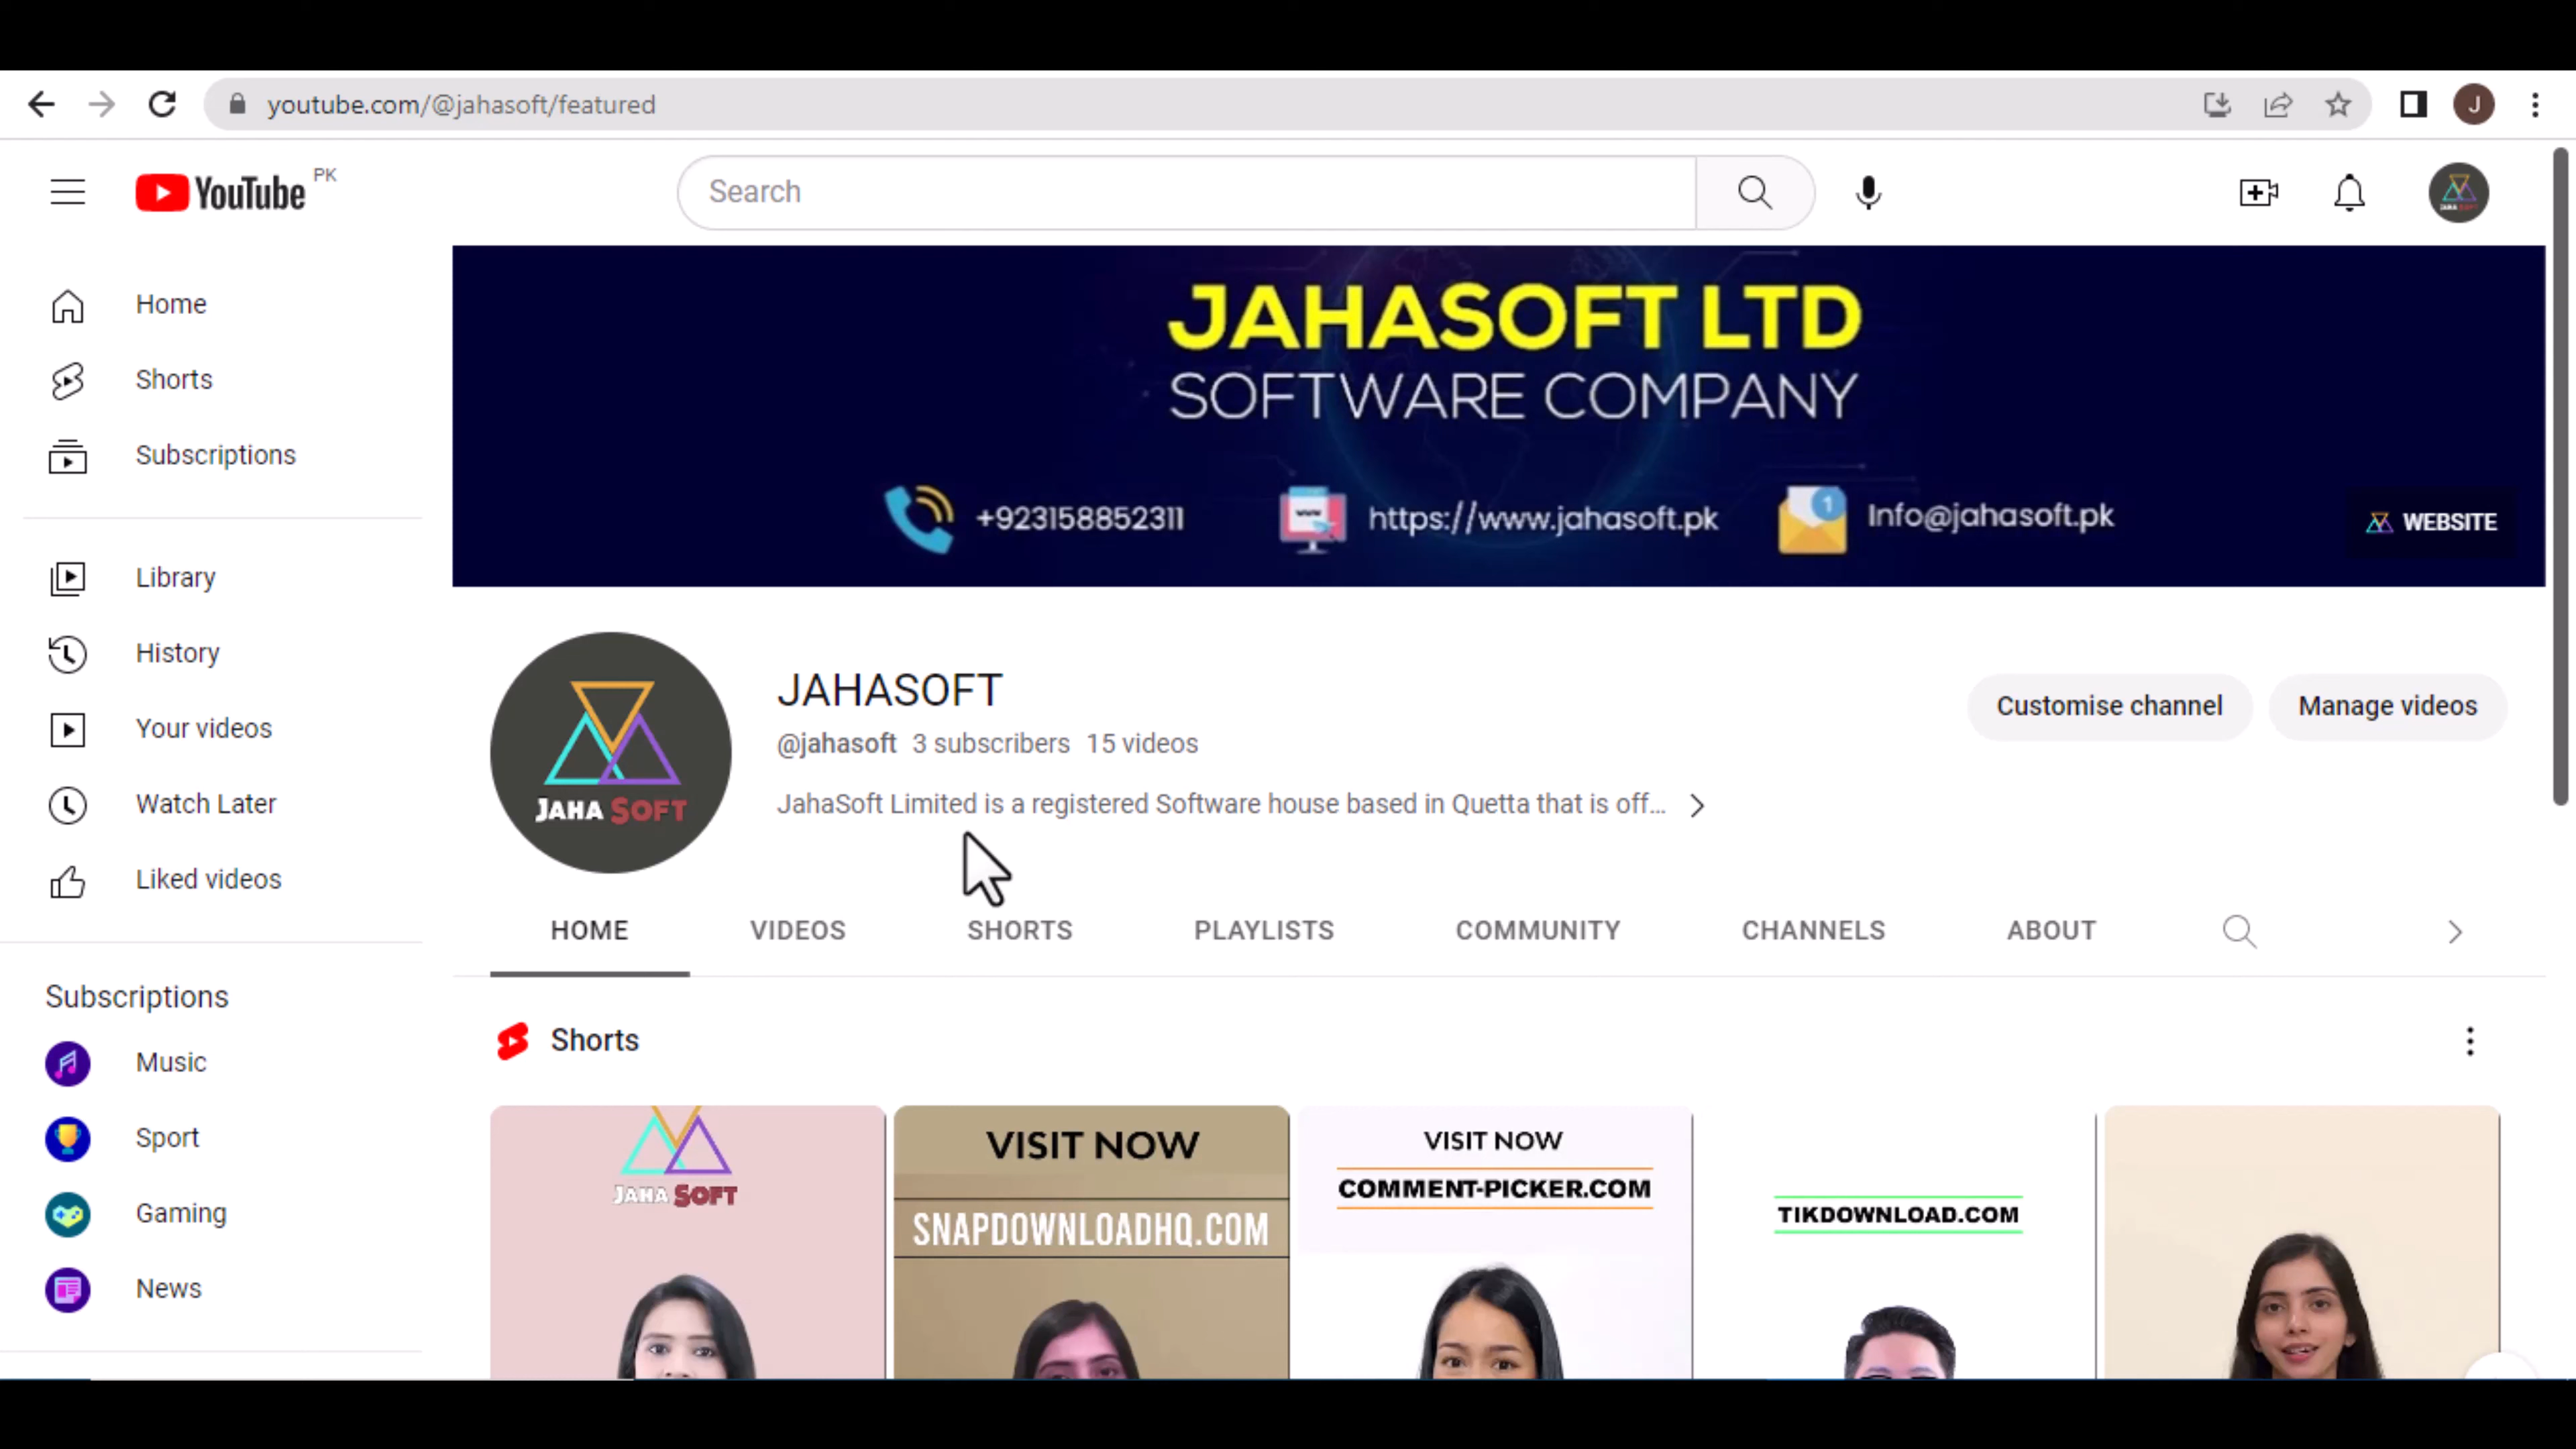 youtube.com/@jahasoft/featured
J
YouTube PK
Search
JAHA SOFT
Home
Shorts
Subscriptions
Library
History
Your videos
Watch Later
Liked videos
Subscriptions
Music
Sport
Gaming
News
JAHASOFT LTD
SOFTWARE COMPANY
+923158852311
www
https://www.jahasoft.pk
1
Info@jahasoft.pk
WEBSITE
JAHA SOFT
JAHASOFT
@jahasoft 3 subscribers 15 videos
JahaSoft Limited is a registered Software house based in Quetta that is off...
Customise channel
Manage videos
HOME
VIDEOS
SHORTS
PLAYLISTS
COMMUNITY
CHANNELS
ABOUT
Shorts
JAHA SOFT
VISIT NOW
SNAPDOWNLOADHQ.COM
VISIT NOW
COMMENT-PICKER.COM
TIKDOWNLOAD.COM